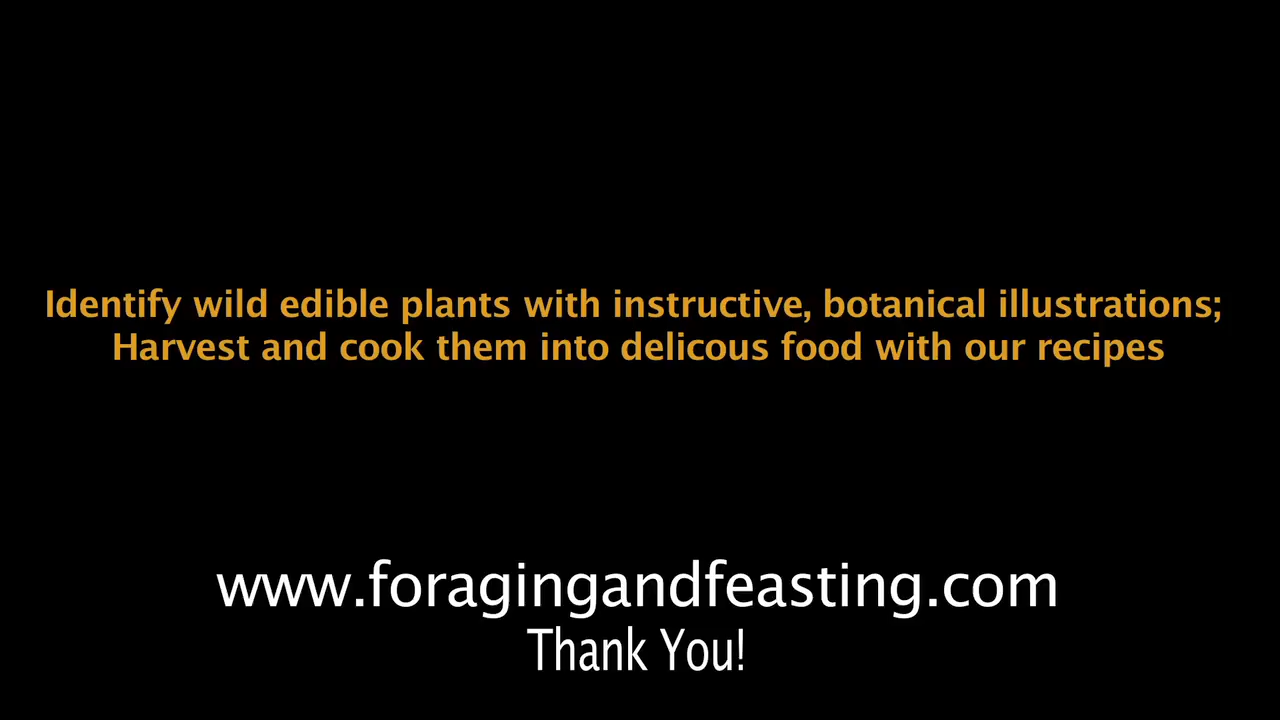 Identify wild edible plants with instructive, botanical illustrations;
Harvest and cook them into delicous food with our recipes
www.foragingandfeasting.com
Thank You!